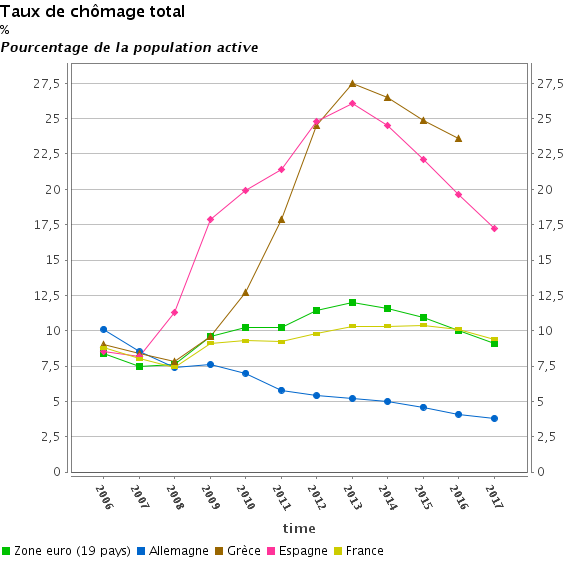 Taux de chômage total
%
Pourcentage de la population active
27,5 27,5
25 25
22,5 22,5
20 20
17,5 17,5
15 15
12,5 12,5
10 10
7,5 7,5
5 5
2,5 2,5
0 0
2006 2007 2008 2009 2010 2011 2012 2013 2014 2015 2016 2017
time
Zone euro (19 pays) Allemagne Grèce Espagne France